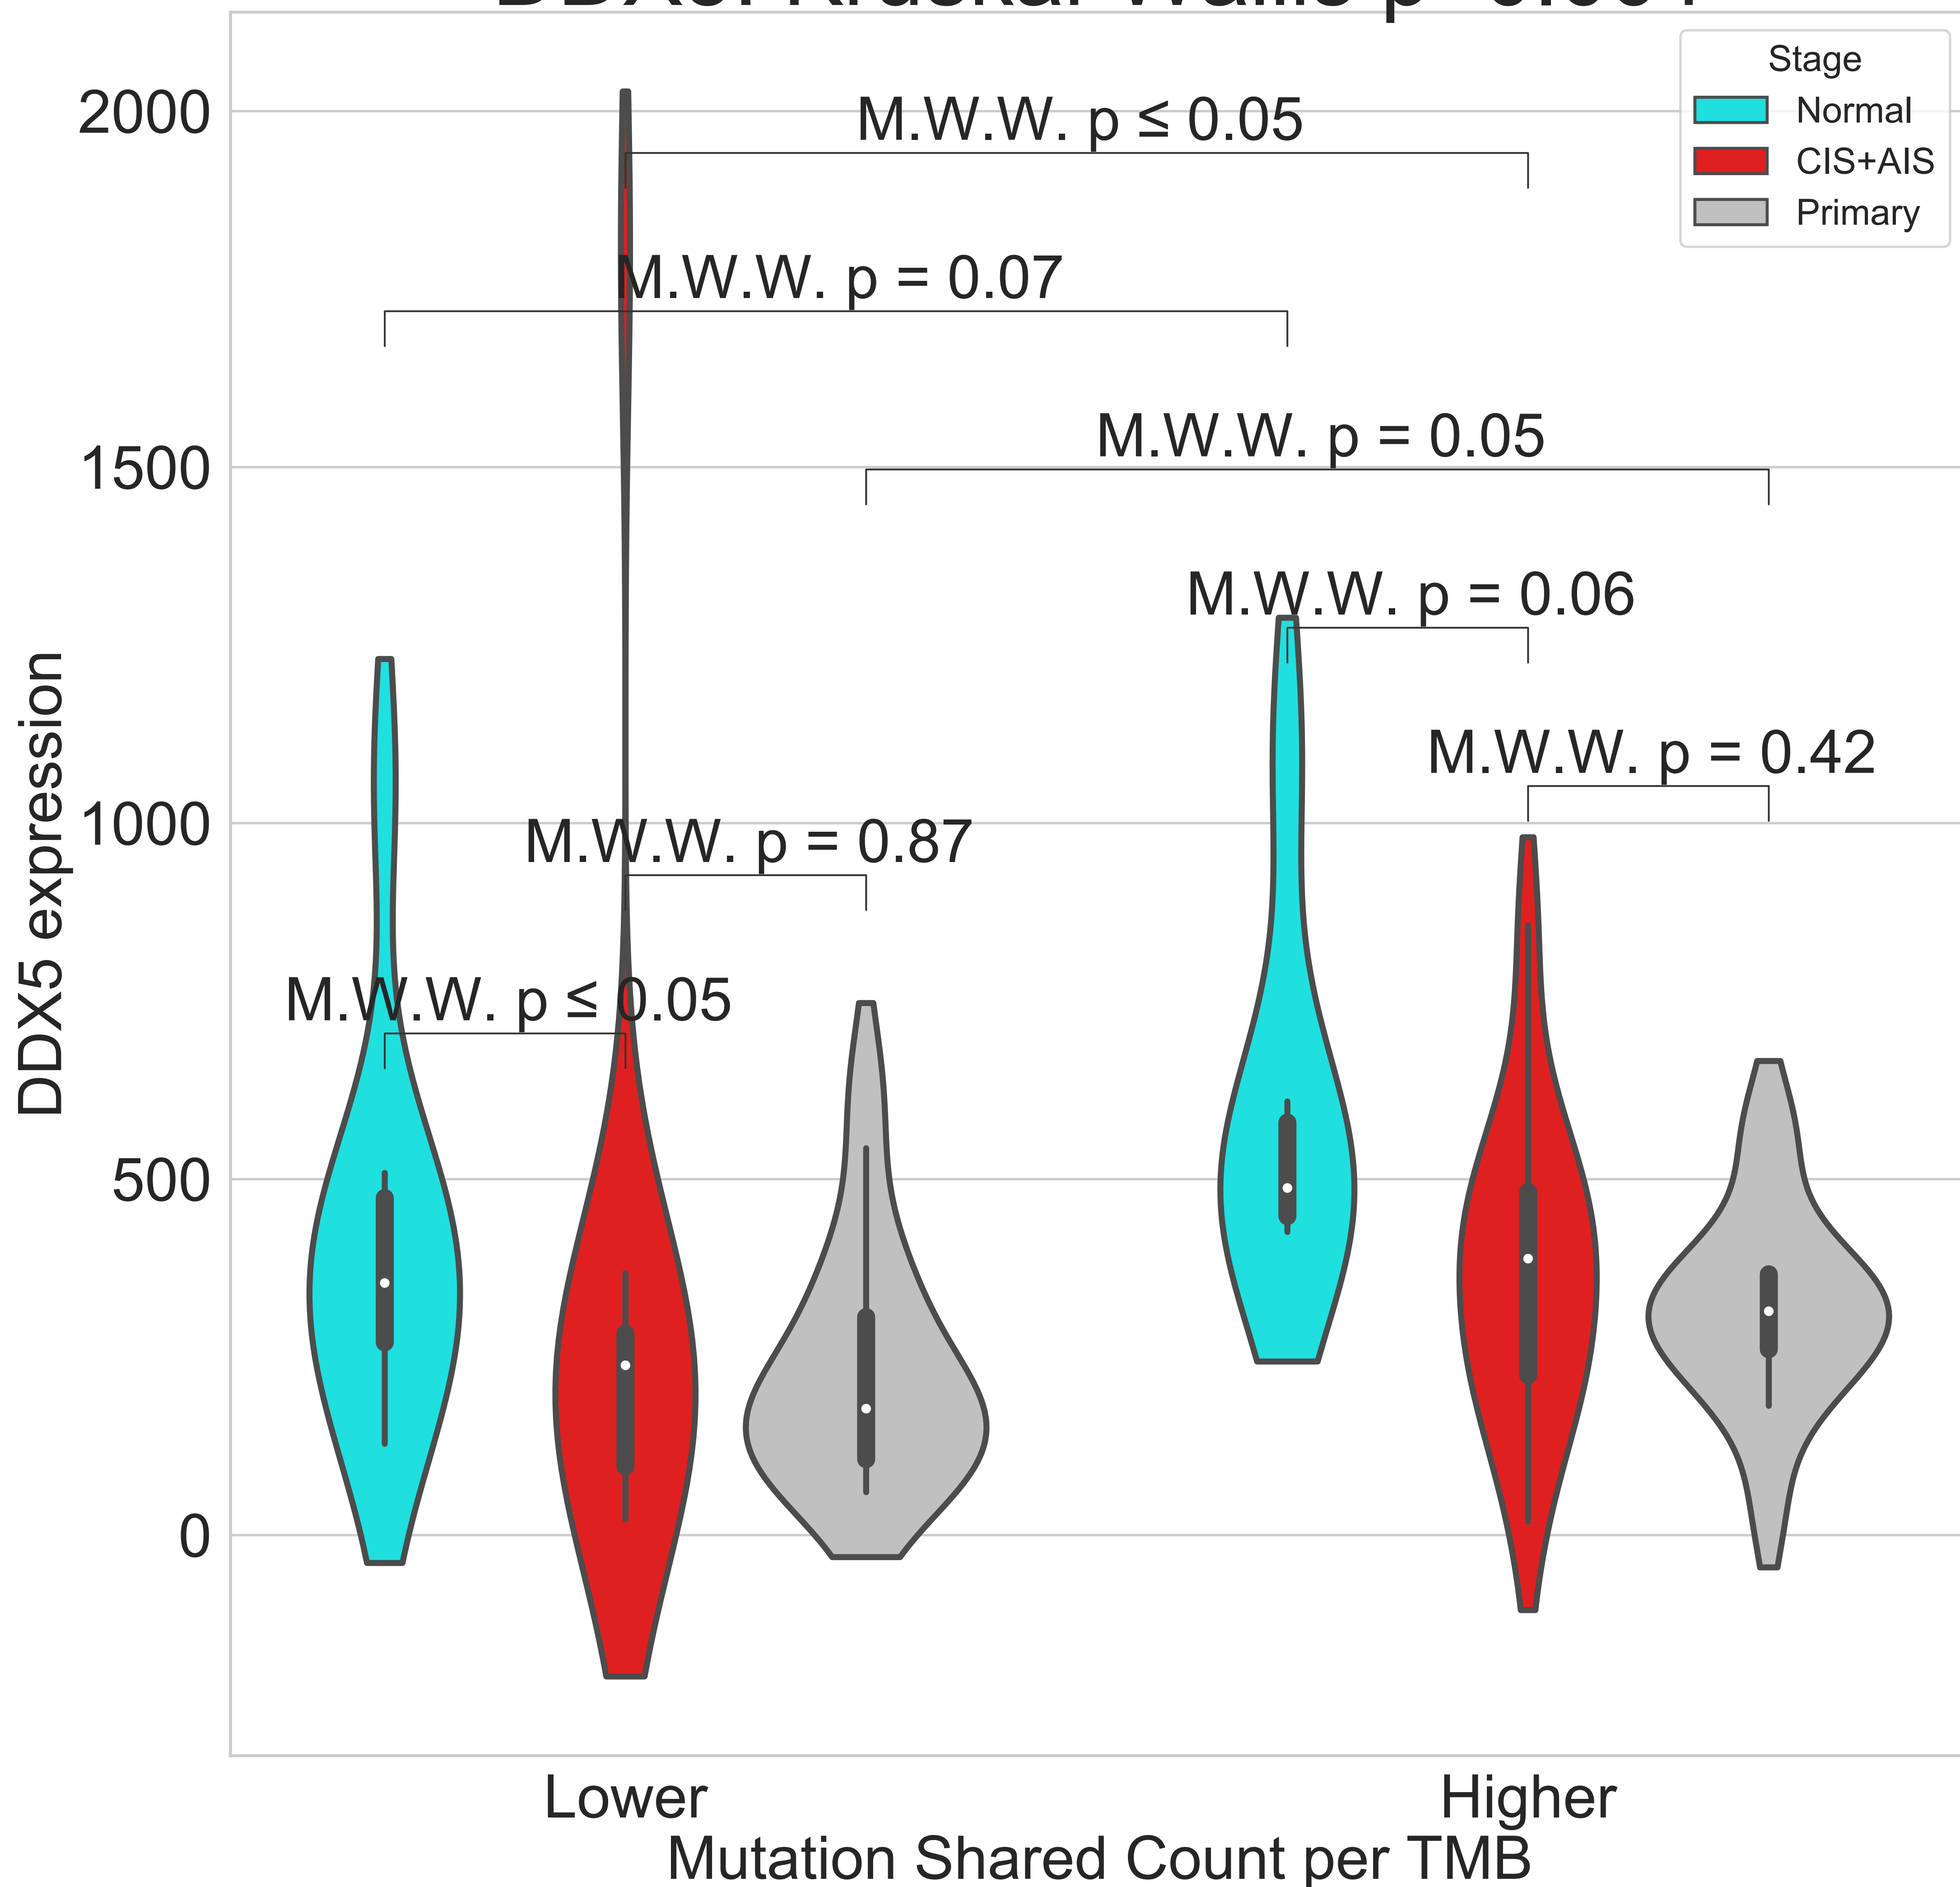 Stage
Normal
CIS+AIS
Primary
2000
1500
1000
500
0
DDX5 expression
M.W.W. p ≤ 0.05
M.W.W. p = 0.07
M.W.W. p = 0.05
M.W.W. p = 0.06
M.W.W. p = 0.42
M.W.W. p = 0.87
M.W.W. p ≤ 0.05
Lower
Higher
Mutation Shared Count per TMB